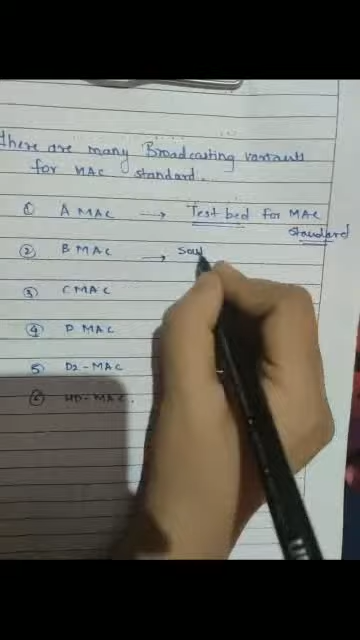 There are many Broadcasting variants
for MAC standard.
① A MAC ----> Test bed for MAC
standard
② B MAC --->
③ C MAC
④ D MAC
5 D2-MAC
⑥ HD-MAC.